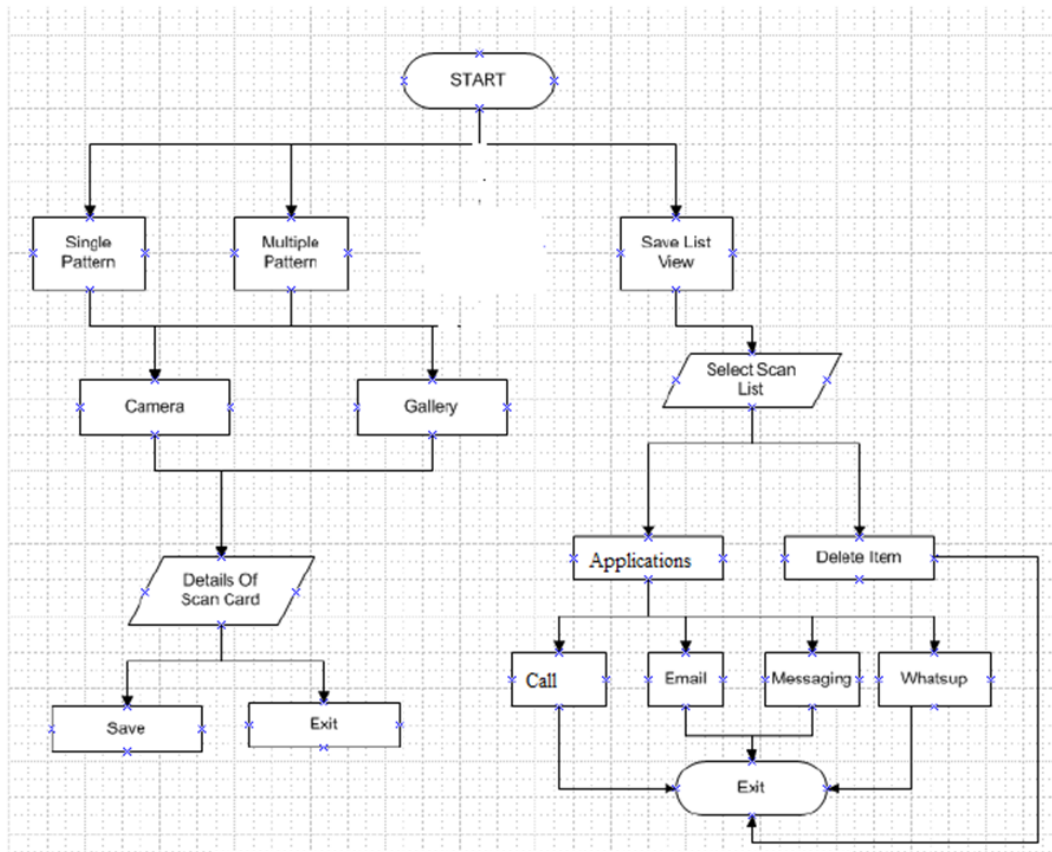 START
Single
Pattern
Multiple
Pattern
Save List
View
Select Scan
List
Camera
Gallery
Applications
Delete Item
Details Of
Scan Card
Call
Email
Messaging
Whatsup
Save
Exit
Exit